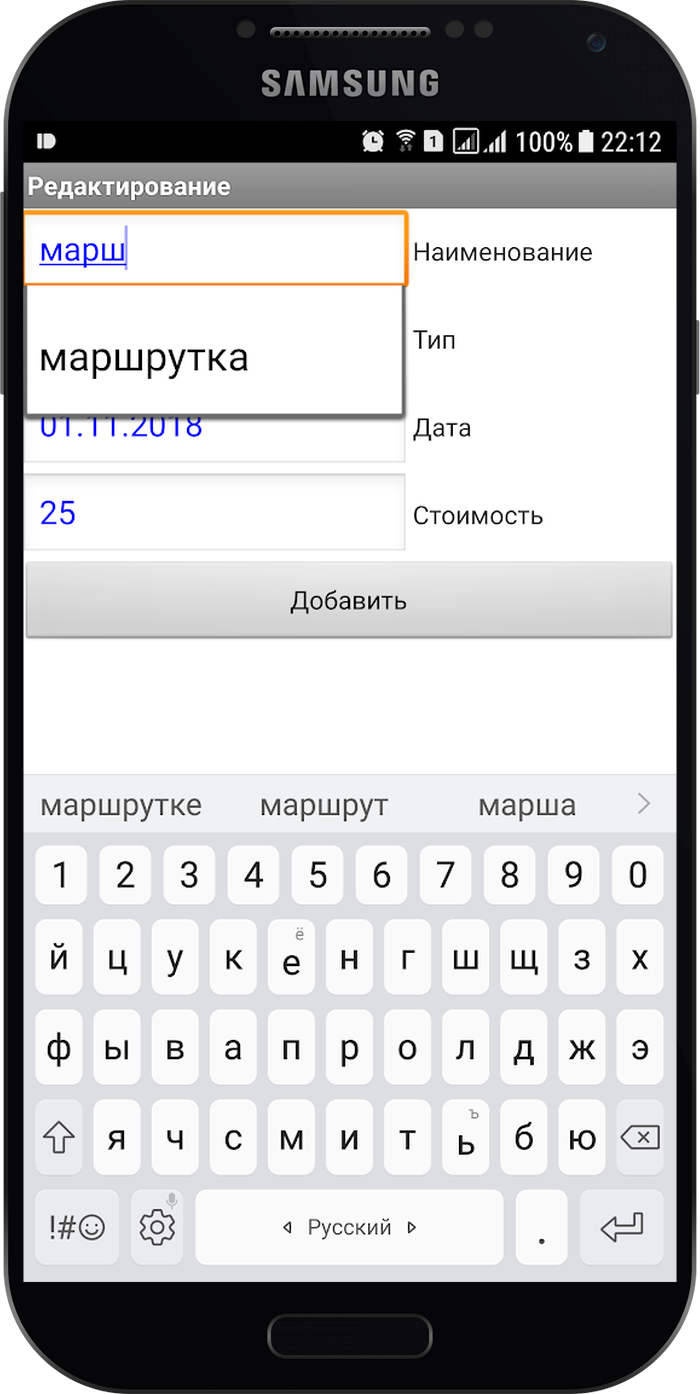 SAMSUNG
1 100% 22:12
Редактирование
марш Наименование
маршрутка
Тип
01.11.2018 Дата
25 Стоимость
Добавить
маршрутке маршрут марша
1 2 3 4 5 6 7 8 9 0
й ц у к ё е н г ш щ з х
ф ы в а п р о л д ж э
я ч с м и т ъ ь б ю
!#☺ Русский .